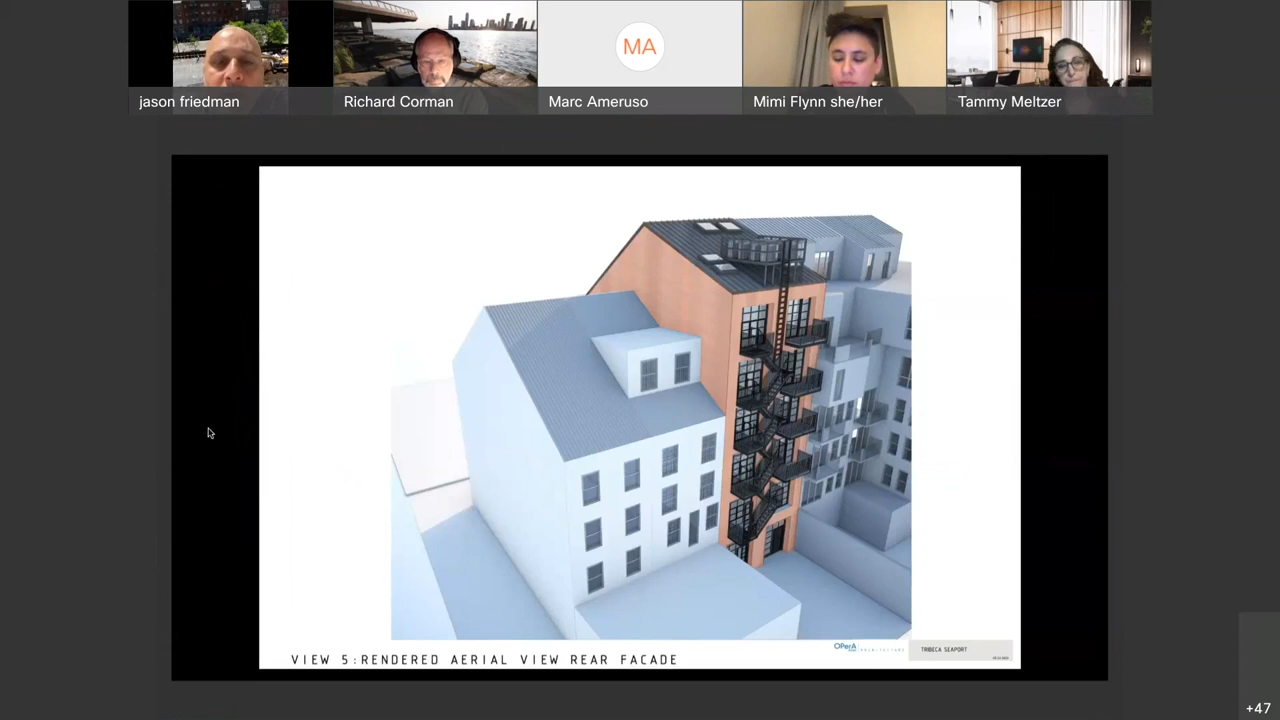 MA
jason friedman
Richard Corman
Marc Ameruso
Mimi Flynn she/her
Tammy Meltzer
VIEW 5:RENDERED AERIAL VIEW REAR FACADE
OPerA
TRIBECA SEAPORT
+47